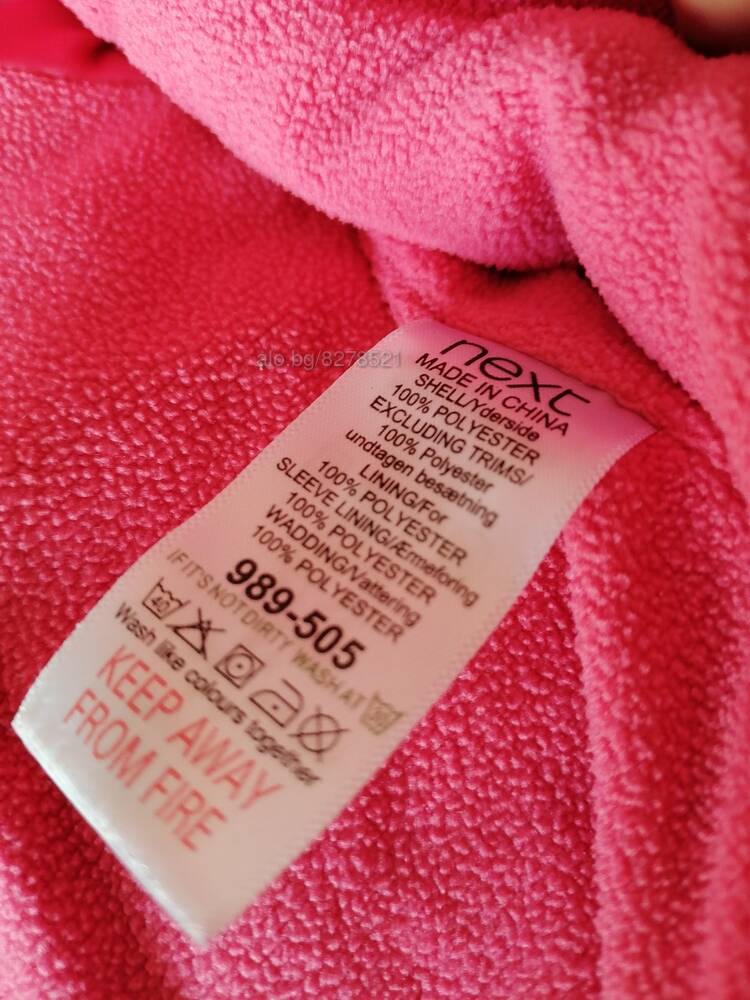 alo.bg/8278521
next
MADE IN CHINA
SHELL/Yderside
100% POLYESTER
EXCLUDING TRIMS/
100% Polyester
undtagen besætning
LINING/For
100% POLYESTER
SLEEVE LINING/Ærmeforing
100% POLYESTER
WADDING/Vattering
100% POLYESTER
989-505
IF IT'S NOT DIRTY WASH AT 30
40
Wash like colours together
KEEP AWAY
FROM FIRE